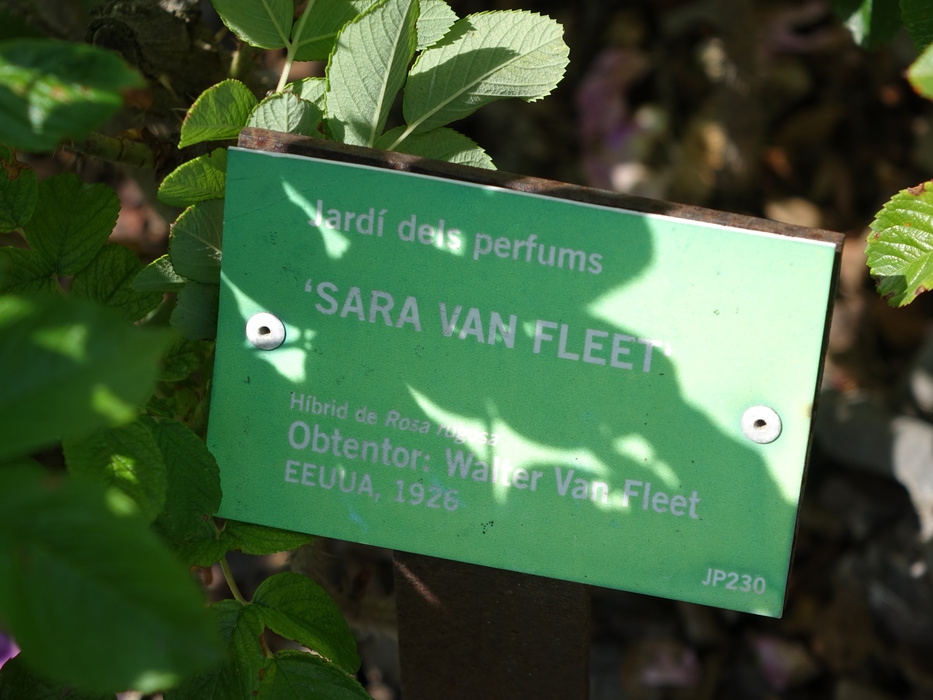 Jardí dels perfums
‘SARA VAN FLEET’
Híbrid de Rosa rugosa
Obtentor: Walter Van Fleet
EEUUA, 1926
JP230